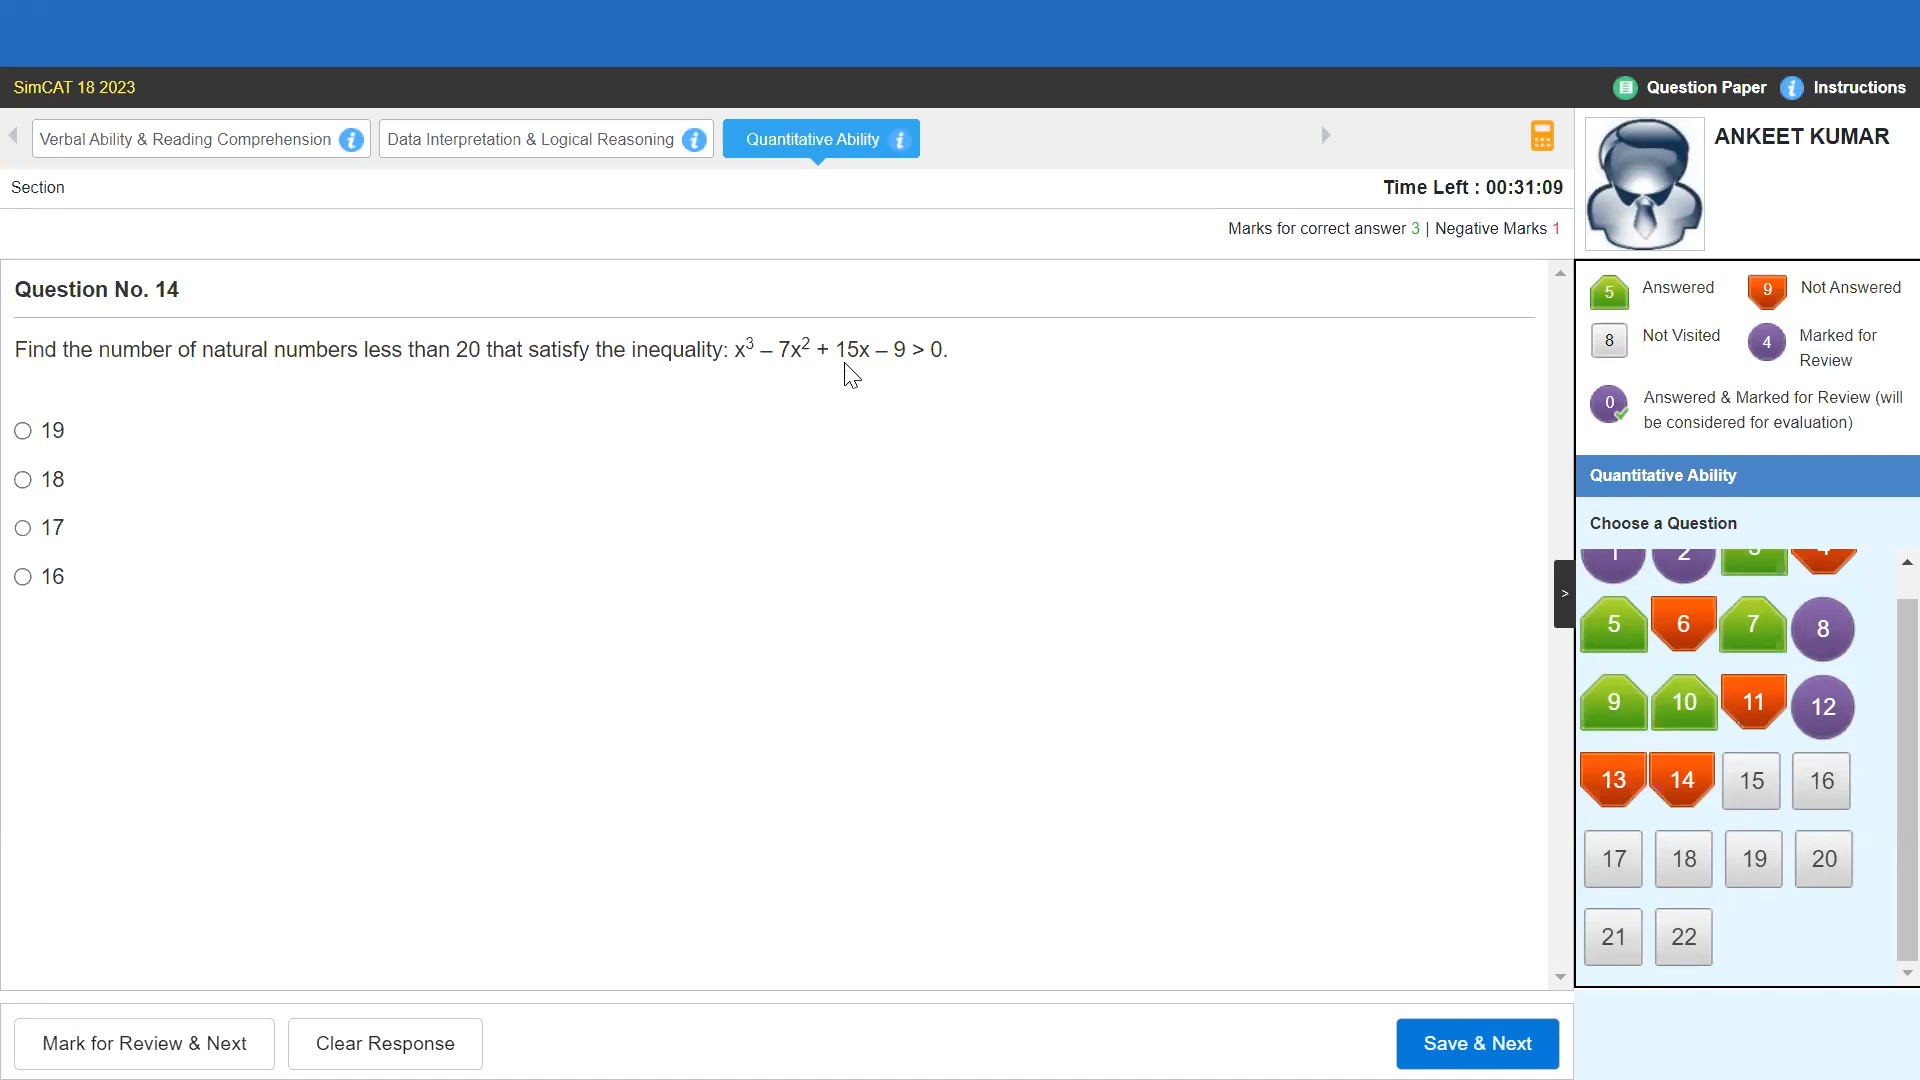 SimCAT 18 2023
Question Paper
Instructions
Verbal Ability & Reading Comprehension
Data Interpretation & Logical Reasoning
Quantitative Ability
ANKEET KUMAR
Section
Time Left : 00:31:09
Marks for correct answer 3 | Negative Marks 1
Question No. 14
Find the number of natural numbers less than 20 that satisfy the inequality: x³ – 7x² + 15x – 9 > 0.
19
18
17
16
5 Answered
9 Not Answered
8 Not Visited
4 Marked for
Review
0 Answered & Marked for Review (will
be considered for evaluation)
Quantitative Ability
Choose a Question
1 2 3 4
5 6 7 8
9 10 11 12
13 14 15 16
17 18 19 20
21 22
>
Mark for Review & Next
Clear Response
Save & Next